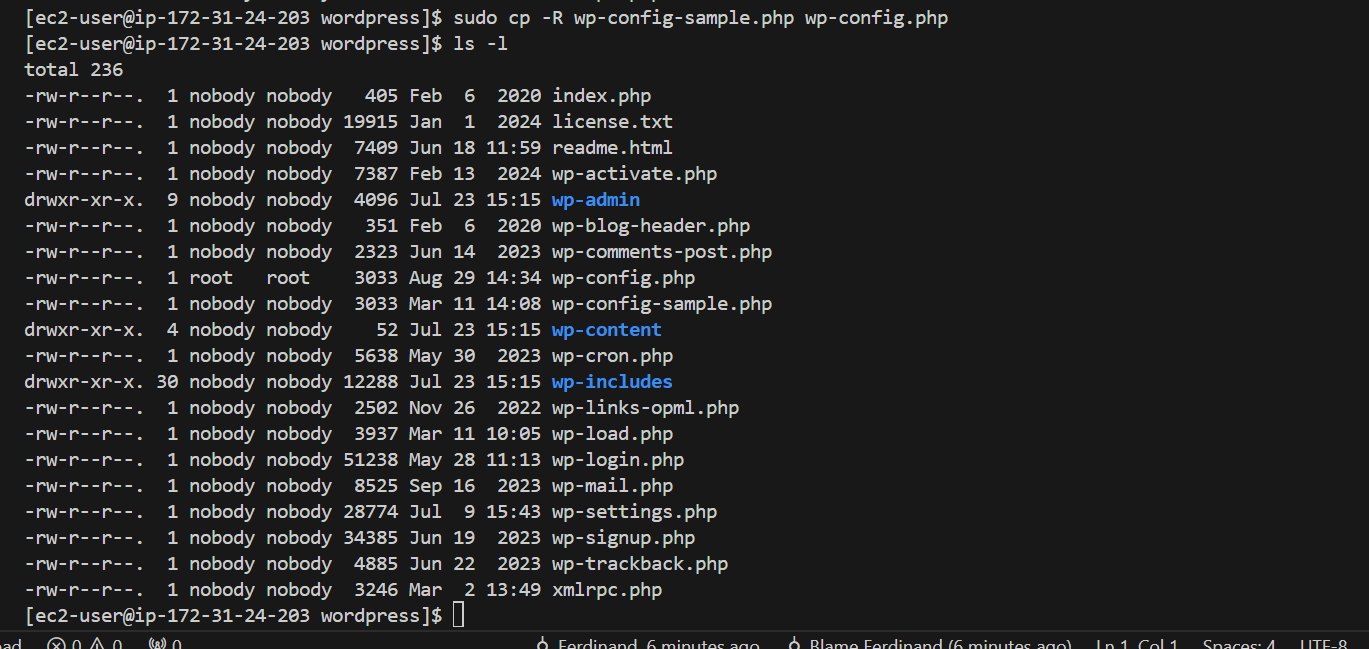 [ec2-user@ip-172-31-24-203 wordpress]$ sudo cp -R wp-config-sample.php wp-config.php
[ec2-user@ip-172-31-24-203 wordpress]$ ls -l
total 236
-rw-r--r--.  1 nobody nobody   405 Feb  6  2020 index.php
-rw-r--r--.  1 nobody nobody 19915 Jan  1  2024 license.txt
-rw-r--r--.  1 nobody nobody  7409 Jun 18 11:59 readme.html
-rw-r--r--.  1 nobody nobody  7387 Feb 13  2024 wp-activate.php
drwxr-xr-x.  9 nobody nobody  4096 Jul 23 15:15 wp-admin
-rw-r--r--.  1 nobody nobody   351 Feb  6  2020 wp-blog-header.php
-rw-r--r--.  1 nobody nobody  2323 Jun 14  2023 wp-comments-post.php
-rw-r--r--.  1 root   root    3033 Aug 29 14:34 wp-config.php
-rw-r--r--.  1 nobody nobody  3033 Mar 11 14:08 wp-config-sample.php
drwxr-xr-x.  4 nobody nobody    52 Jul 23 15:15 wp-content
-rw-r--r--.  1 nobody nobody  5638 May 30  2023 wp-cron.php
drwxr-xr-x. 30 nobody nobody 12288 Jul 23 15:15 wp-includes
-rw-r--r--.  1 nobody nobody  2502 Nov 26  2022 wp-links-opml.php
-rw-r--r--.  1 nobody nobody  3937 Mar 11 10:05 wp-load.php
-rw-r--r--.  1 nobody nobody 51238 May 28 11:13 wp-login.php
-rw-r--r--.  1 nobody nobody  8525 Sep 16  2023 wp-mail.php
-rw-r--r--.  1 nobody nobody 28774 Jul  9 15:43 wp-settings.php
-rw-r--r--.  1 nobody nobody 34385 Jun 19  2023 wp-signup.php
-rw-r--r--.  1 nobody nobody  4885 Jun 22  2023 wp-trackback.php
-rw-r--r--.  1 nobody nobody  3246 Mar  2 13:49 xmlrpc.php
[ec2-user@ip-172-31-24-203 wordpress]$
0 0 0 Ferdinand, 6 minutes ago Blame Ferdinand (6 minutes ago) Ln 1, Col 1 Spaces: 4 UTF-8